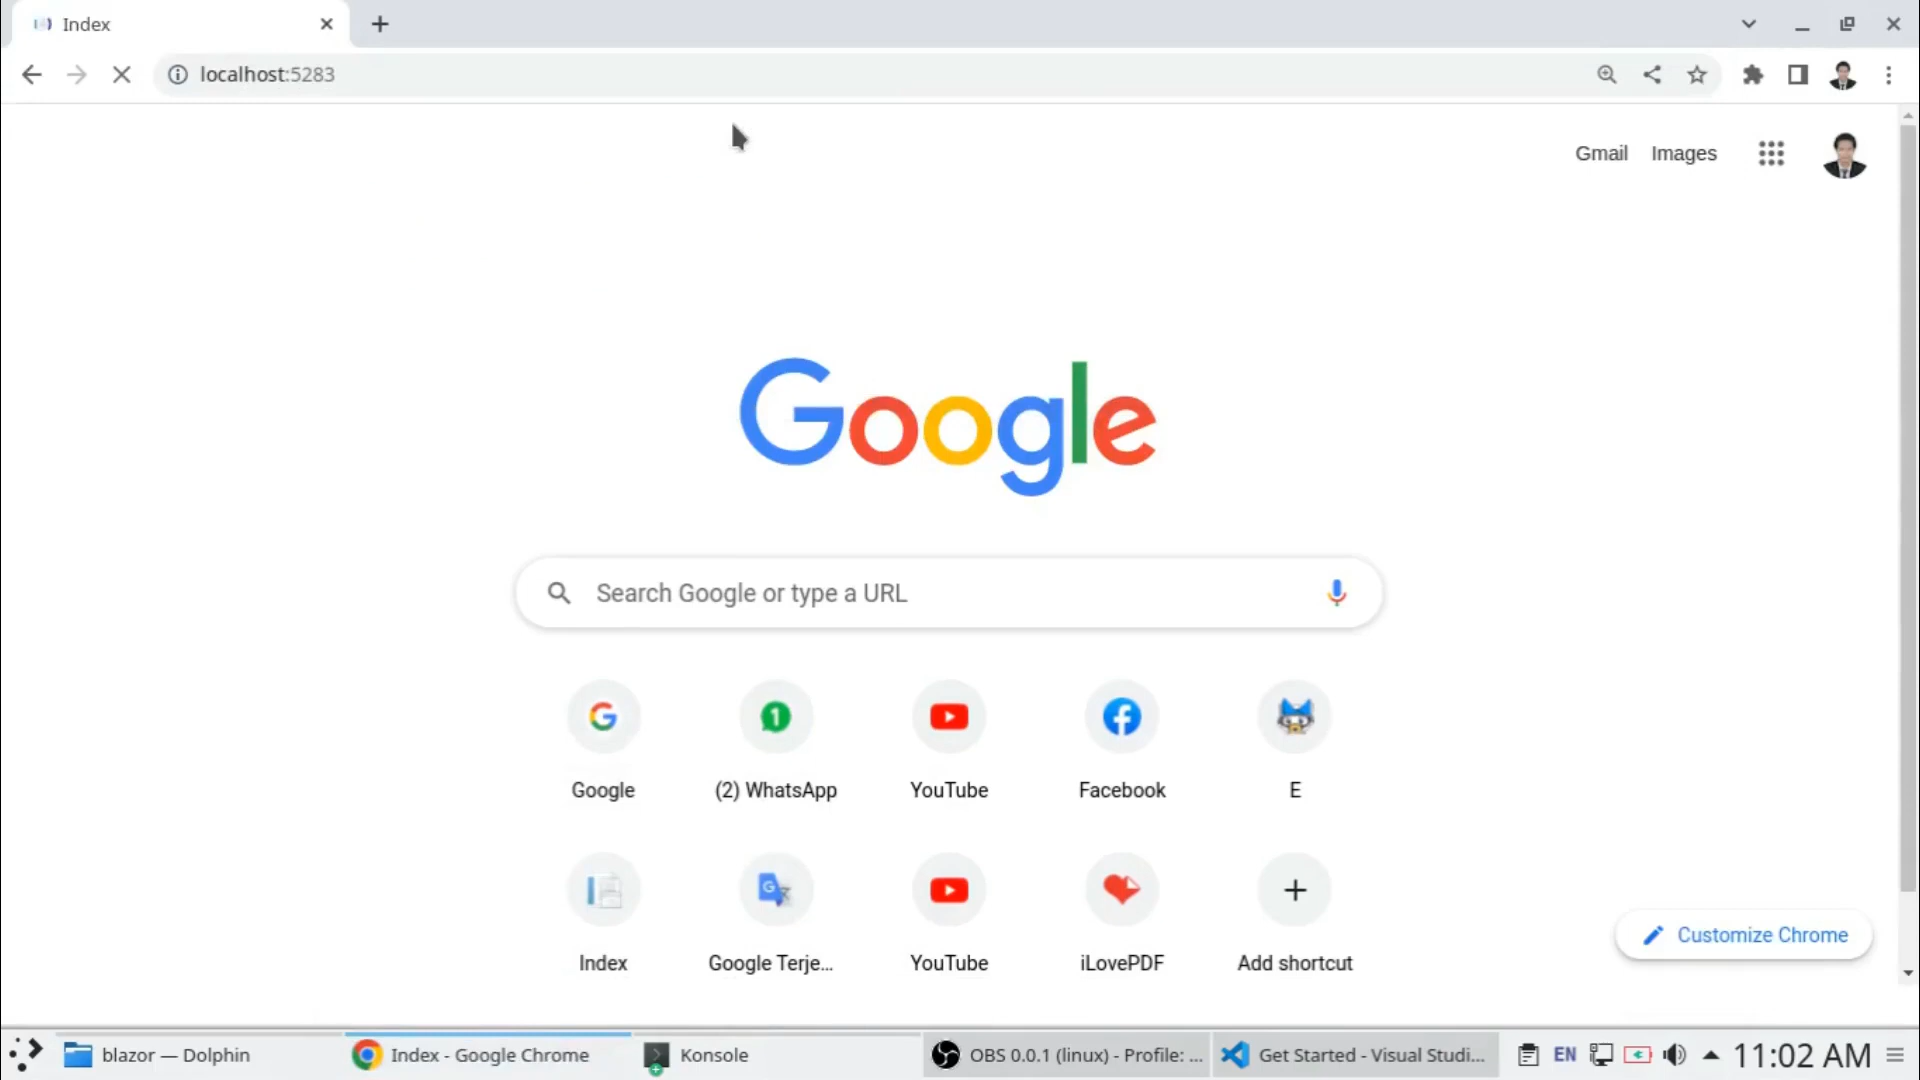 Index
localhost:5283
Gmail Images
Google
Search Google or type a URL
Google (2) WhatsApp YouTube Facebook E
Index Google Terje... YouTube iLovePDF Add shortcut
Customize Chrome
blazor — Dolphin Index - Google Chrome Konsole OBS 0.0.1 (linux) - Profile: ... Get Started - Visual Studi... EN 11:02 AM